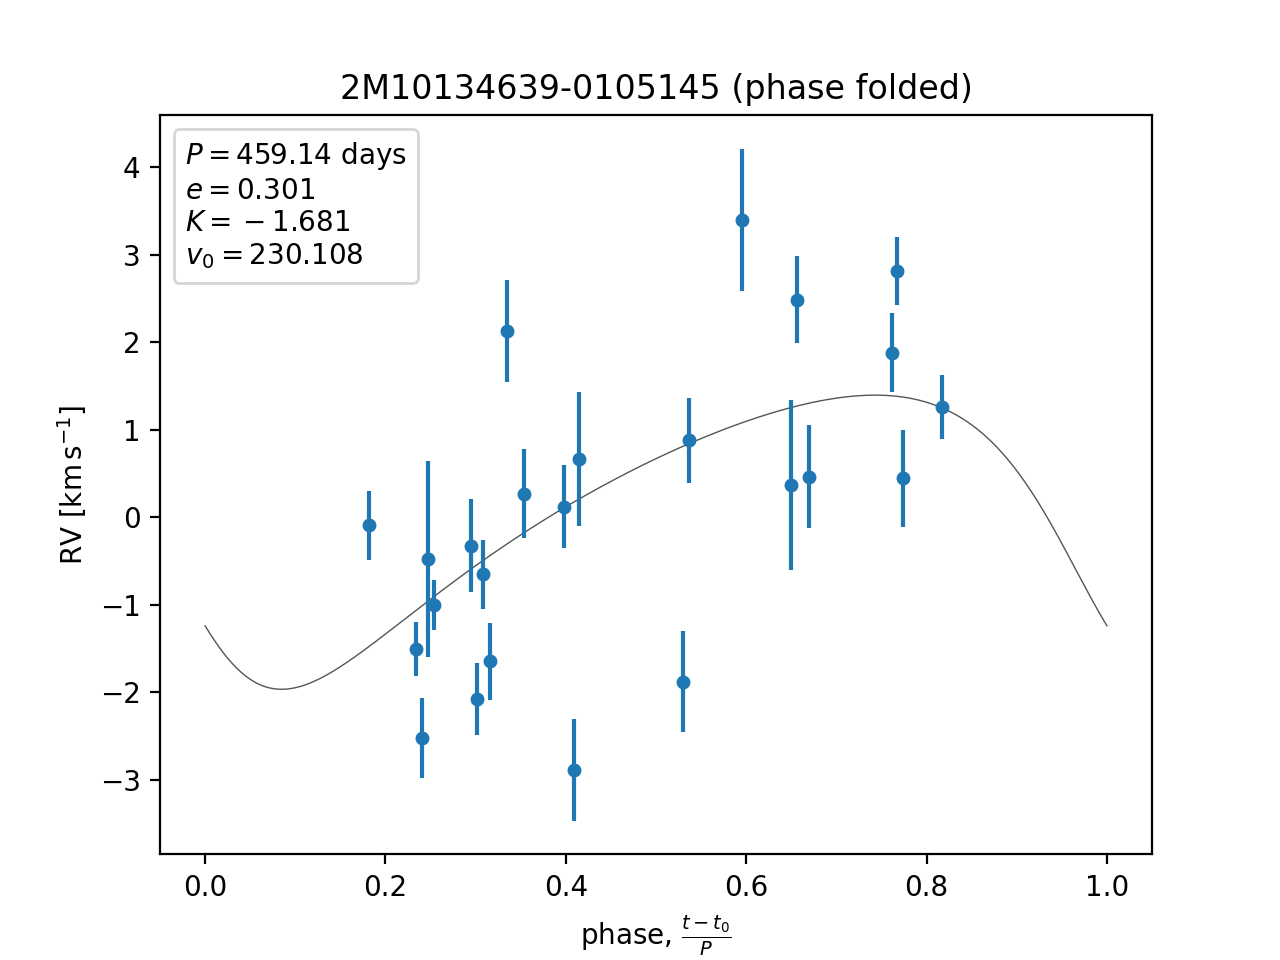 2M10134639-0105145 (phase folded)
P = 459.14 days
e = 0.301
K = −1.681
v₀ = 230.108
RV [km s⁻¹]
4
3
2
1
0
−1
−2
−3
0.0 0.2 0.4 0.6 0.8 1.0
phase, (t − t₀)/P